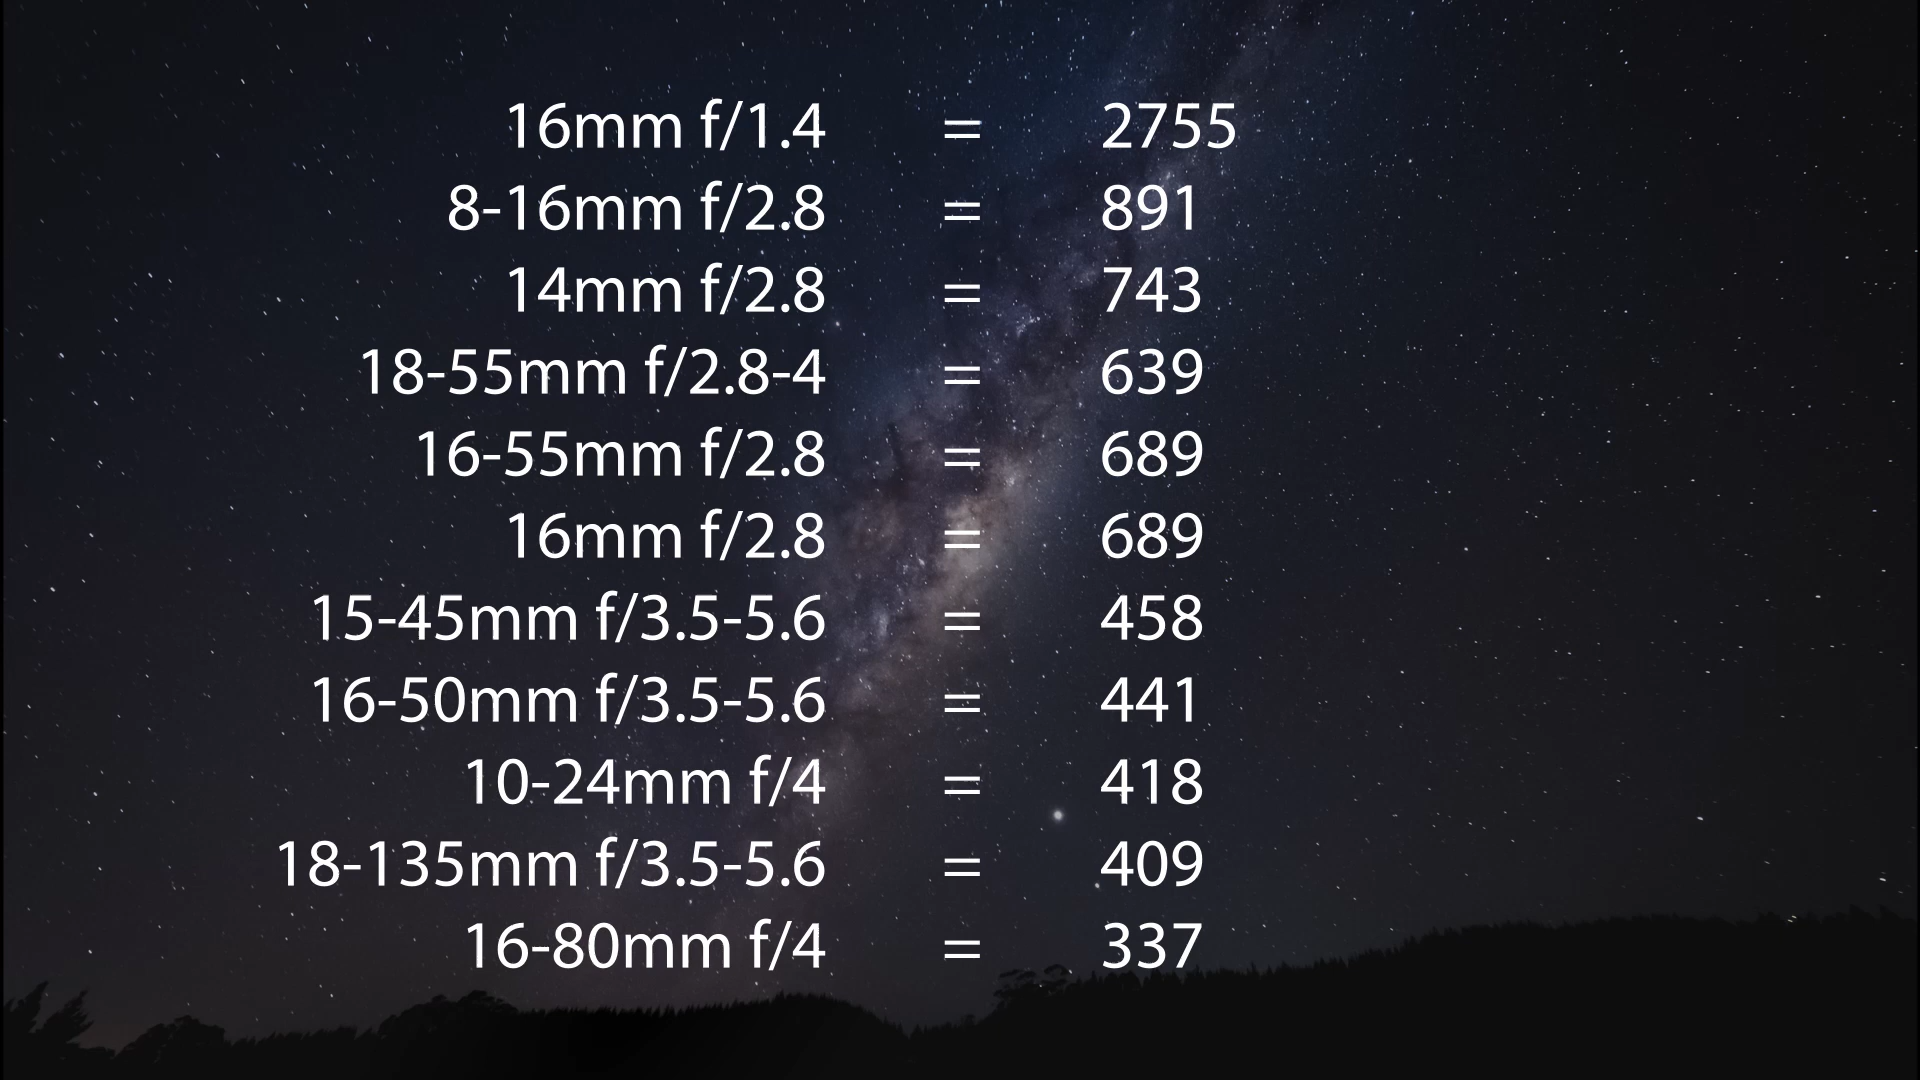 16mm f/1.4 = 2755
8-16mm f/2.8 = 891
14mm f/2.8 = 743
18-55mm f/2.8-4 = 639
16-55mm f/2.8 = 689
16mm f/2.8 = 689
15-45mm f/3.5-5.6 = 458
16-50mm f/3.5-5.6 = 441
10-24mm f/4 = 418
18-135mm f/3.5-5.6 = 409
16-80mm f/4 = 337